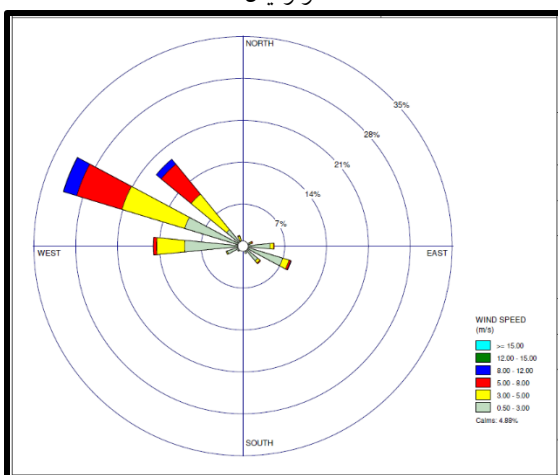 NORTH
35%
28%
21%
14%
7%
WEST
EAST
SOUTH
WIND SPEED
(m/s)
>= 15.00
12.00 - 15.00
8.00 - 12.00
5.00 - 8.00
3.00 - 5.00
0.50 - 3.00
Calms: 4.88%